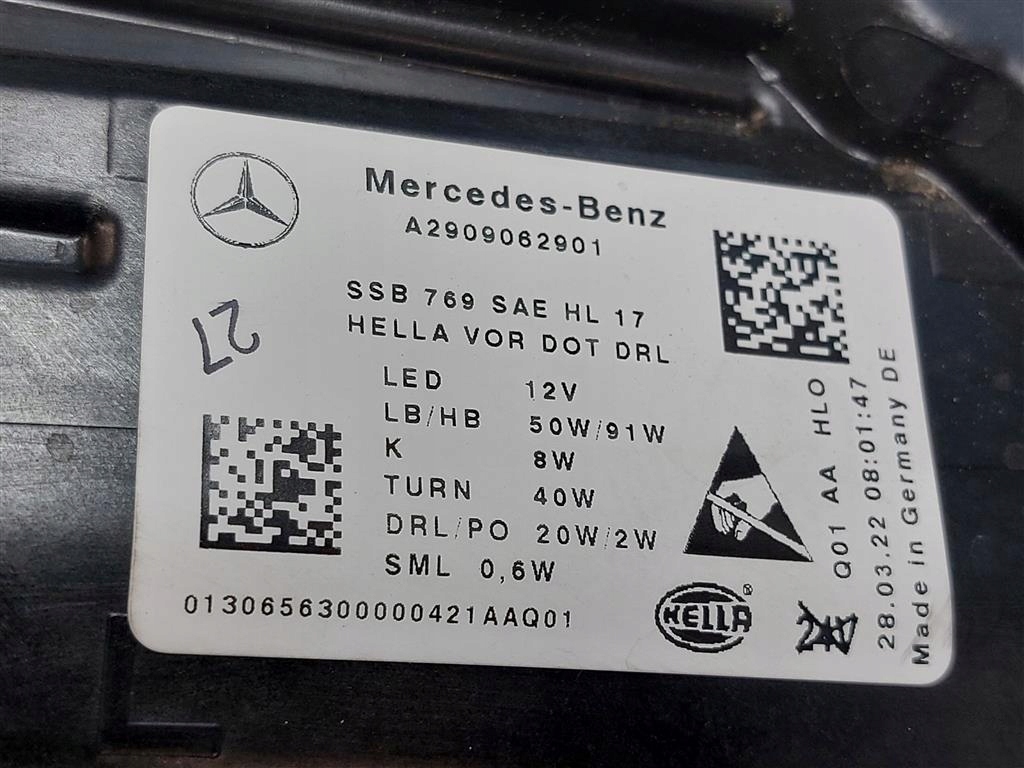 Mercedes-Benz
A2909062901
SSB 769 SAE HL 17
HELLA VOR DOT DRL
LED 12V
LB/HB 50W/91W
K 8W
TURN 40W
DRL/PO 20W/2W
SML 0,6W
0130656300000421AAQ01
27
HELLA
®
Q01 AA HLO
28.03.22 08:01:47
Made in Germany DE